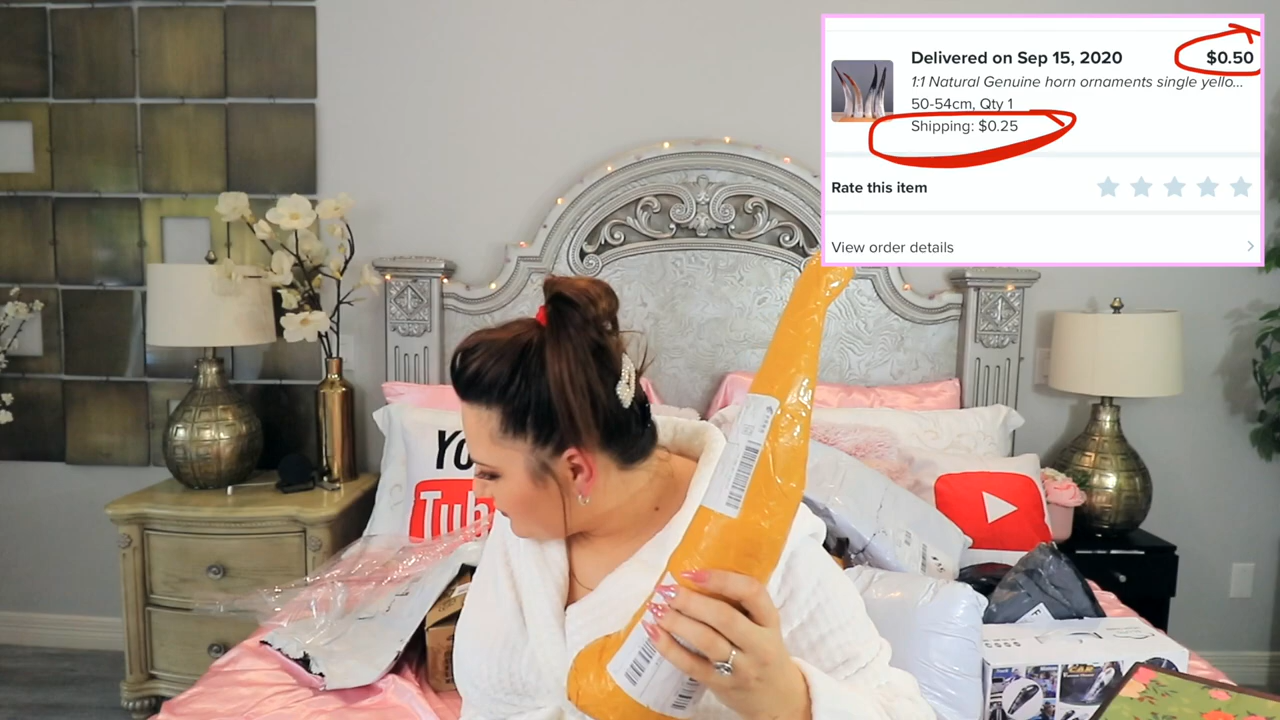 Delivered on Sep 15, 2020
$0.50
1:1 Natural Genuine horn ornaments single yello...
50-54cm, Qty 1
Shipping: $0.25
Rate this item
View order details
YO
Tub